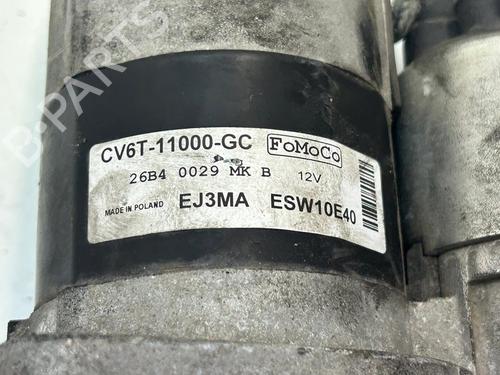 CV6T-11000-GC FoMoCo
26B4 0029 MK B 12V
MADE IN POLAND EJ3MA ESW10E40
B-PARTS